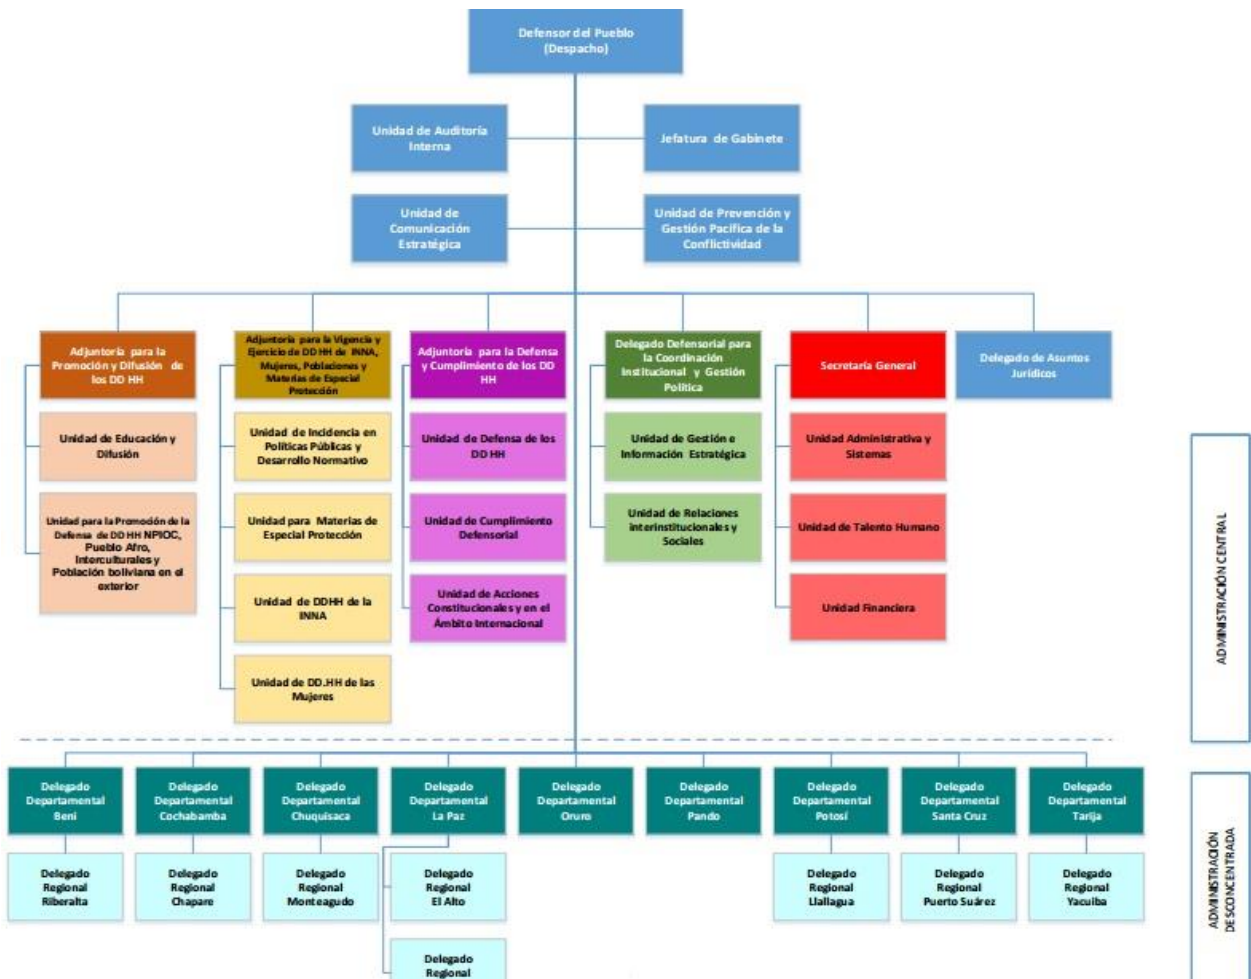 Defensor del Pueblo
(Despacho)
Unidad de Auditoría
Interna
Jefatura de Gabinete
Unidad de
Comunicación
Estratégica
Unidad de Prevención y
Gestión Pacífica de la
Conflictividad
Adjuntoría para la
Promoción y Difusión de
los DD HH
Adjuntoría para la Vigencia y
Ejercicio de DD HH de INNA,
Mujeres, Poblaciones y
Materias de Especial
Protección
Adjuntoría para la Defensa
y Cumplimiento de los DD
HH
Delegado Defensorial para
la Coordinación
Institucional y Gestión
Política
Secretaría General
Delegado de Asuntos
Jurídicos
Unidad de Educación y
Difusión
Unidad de Incidencia en
Políticas Públicas y
Desarrollo Normativo
Unidad de Defensa de los
DD HH
Unidad de Gestión e
Información Estratégica
Unidad Administrativa y
Sistemas
Unidad para la Promoción de la
Defensa de DD HH NPIOC,
Pueblo Afro,
Interculturales y
Población boliviana en el
exterior
Unidad para Materias de
Especial Protección
Unidad de Cumplimiento
Defensorial
Unidad de Relaciones
interinstitucionales y
Sociales
Unidad de Talento Humano
Unidad de DDHH de la
INNA
Unidad de Acciones
Constitucionales y en el
Ámbito Internacional
Unidad Financiera
Unidad de DD.HH de las
Mujeres
ADMINISTRACIÓN CENTRAL
Delegado
Departamental
Beni
Delegado
Departamental
Cochabamba
Delegado
Departamental
Chuquisaca
Delegado
Departamental
La Paz
Delegado
Departamental
Oruro
Delegado
Departamental
Pando
Delegado
Departamental
Potosí
Delegado
Departamental
Santa Cruz
Delegado
Departamental
Tarija
Delegado
Regional
Riberalta
Delegado
Regional
Chapare
Delegado
Regional
Monteagudo
Delegado
Regional
El Alto
Delegado
Regional
Llallagua
Delegado
Regional
Puerto Suárez
Delegado
Regional
Yacuiba
Delegado
Regional
ADMINISTRACIÓN
DESCONCENTRADA